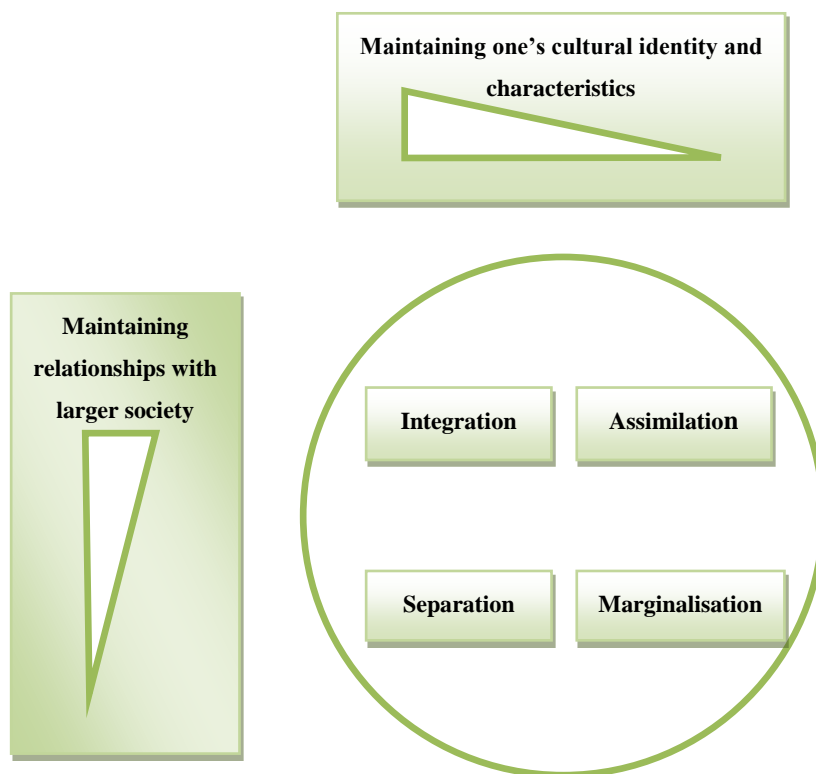 Maintaining one’s cultural identity and
characteristics
Maintaining
relationships with
larger society
Integration
Assimilation
Separation
Marginalisation